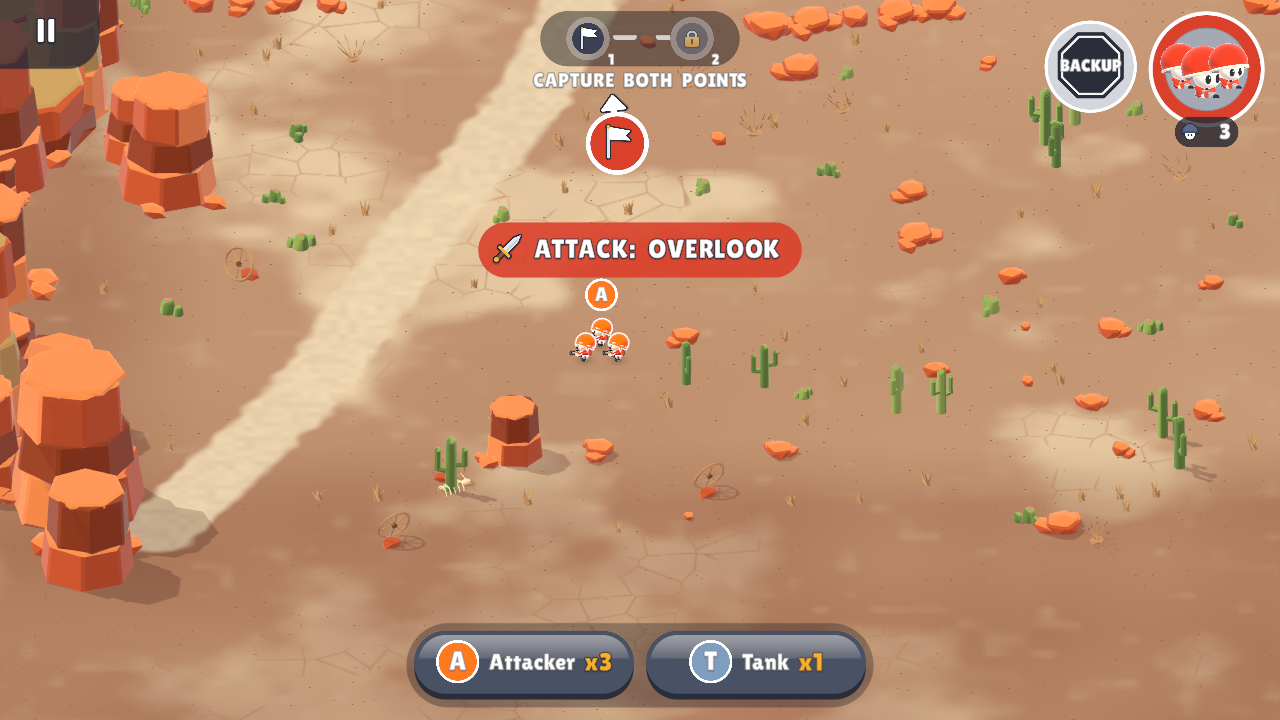 1
2
CAPTURE BOTH POINTS
BACKUP
3
ATTACK: OVERLOOK
A
A Attacker x3
T Tank x1